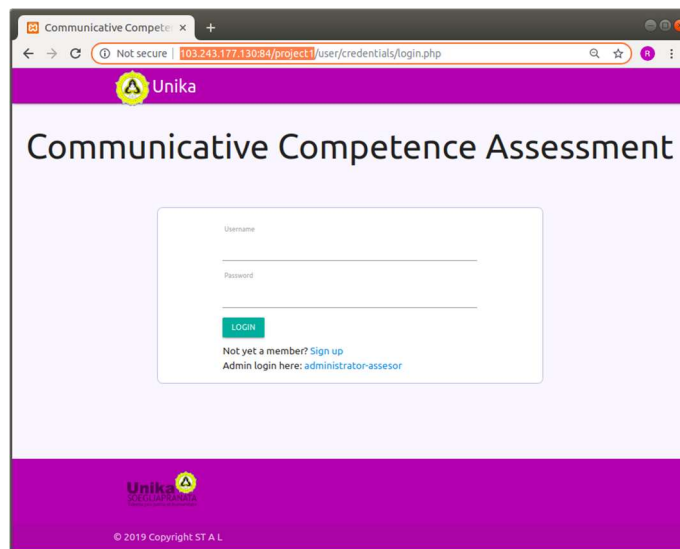 Communicative Compete
Not secure | 103.243.177.130:84/project1/user/credentials/login.php
R
Unika
Communicative Competence Assessment
Username
Password
LOGIN
Not yet a member? Sign up
Admin login here: administrator-assesor
Unika
SOEGIJAPRANATA
© 2019 Copyright ST A L